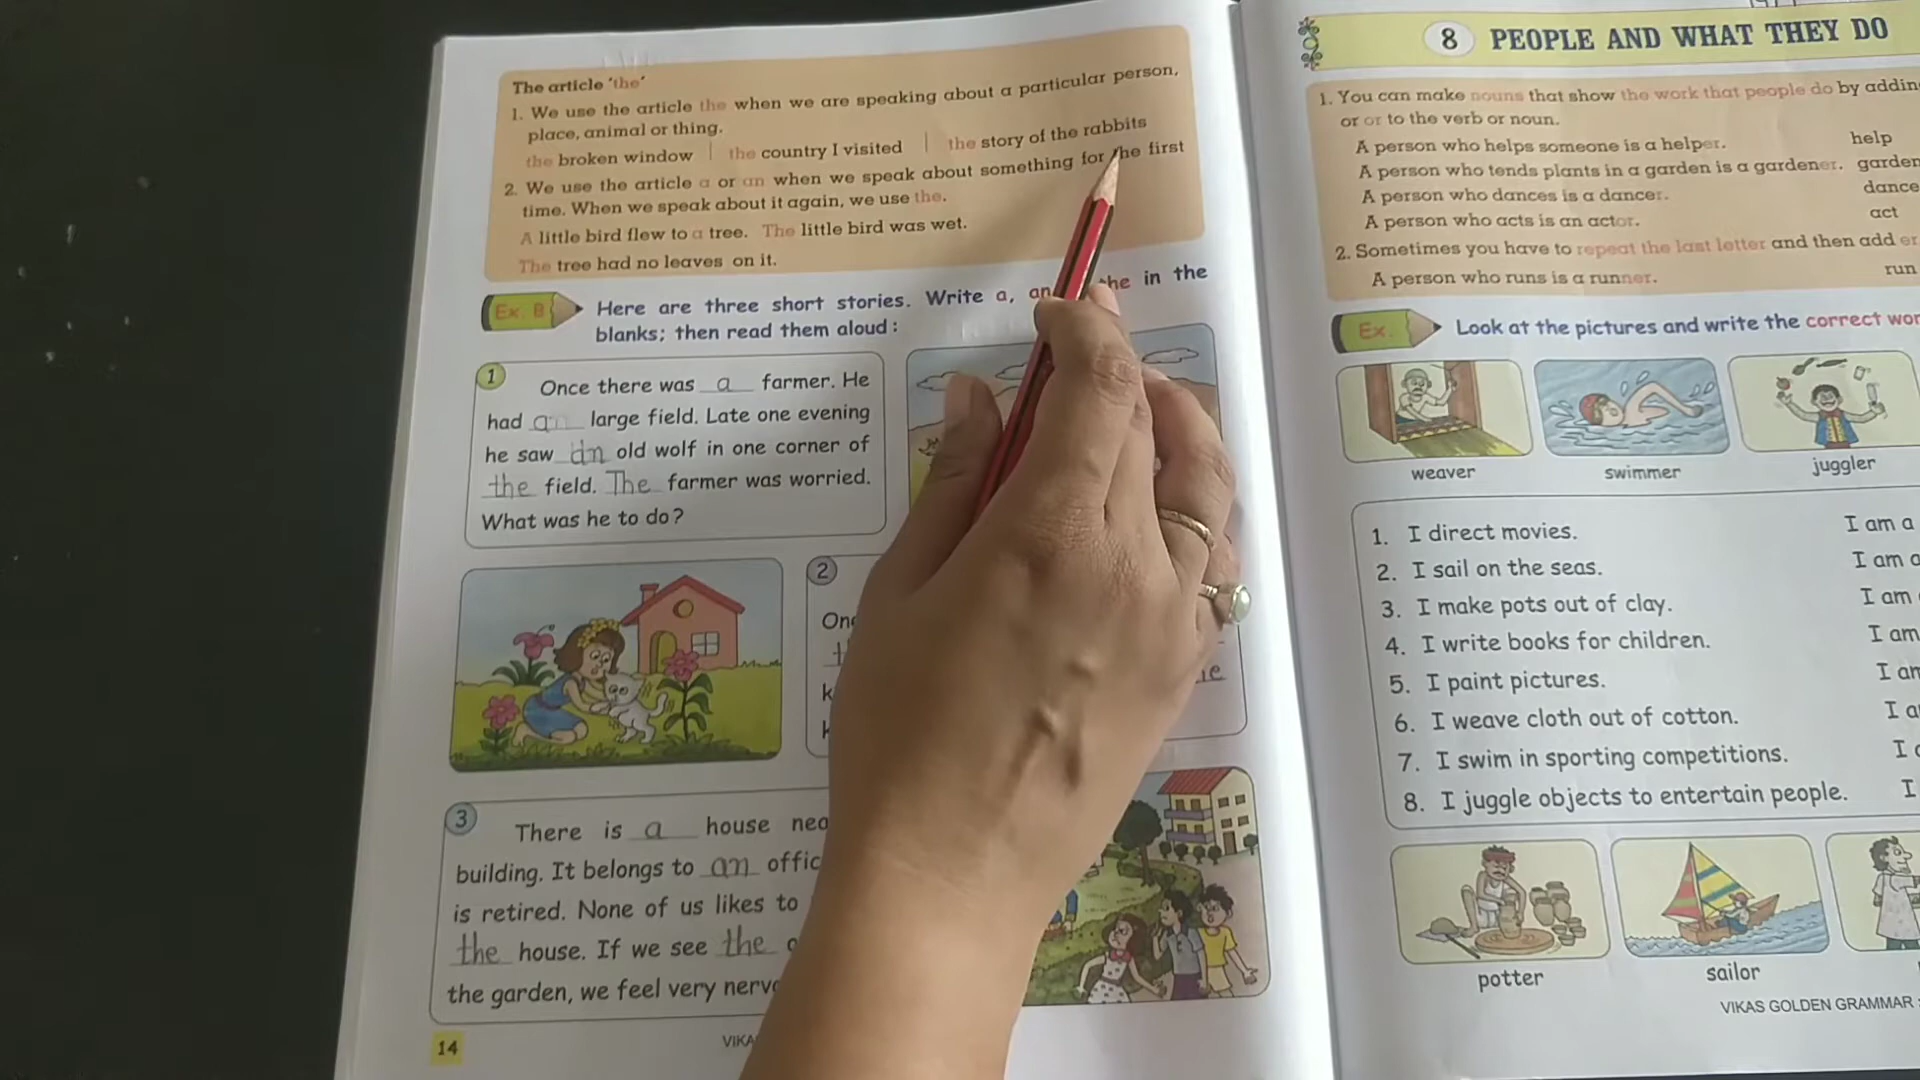 The article 'the'
1. We use the article the when we are speaking about a particular person,
place, animal or thing.
the broken window | the country I visited | the story of the rabbits
2. We use the article a or an when we speak about something for the first
time. When we speak about it again, we use the.
A little bird flew to a tree. The little bird was wet.
The tree had no leaves on it.
Ex. B Here are three short stories. Write a, an the in the
blanks; then read them aloud:
1
Once there was a farmer. He
had a large field. Late one evening
he saw an old wolf in one corner of
the field. The farmer was worried.
What was he to do?
2
3
There is a house
building. It belongs to an
is retired. None of us likes to
the house. If we see the
the garden, we feel very
14
8 PEOPLE AND WHAT THEY DO
1. You can make nouns that show the work that people do by
or or to the verb or noun.
A person who helps someone is a helper. help
A person who tends plants in a garden is a gardener. garden
A person who dances is a dancer. dance
A person who acts is an actor. act
2. Sometimes you have to repeat the last letter and then add er
A person who runs is a runner. run
Ex. Look at the pictures and write the correct
weaver swimmer juggler
1. I direct movies. I am a
2. I sail on the seas. I am a
3. I make pots out of clay. I am
4. I write books for children. I am
5. I paint pictures. I am
6. I weave cloth out of cotton. I
7. I swim in sporting competitions. I
8. I juggle objects to entertain people. I
potter sailor
VIKAS GOLDEN GRAMMAR